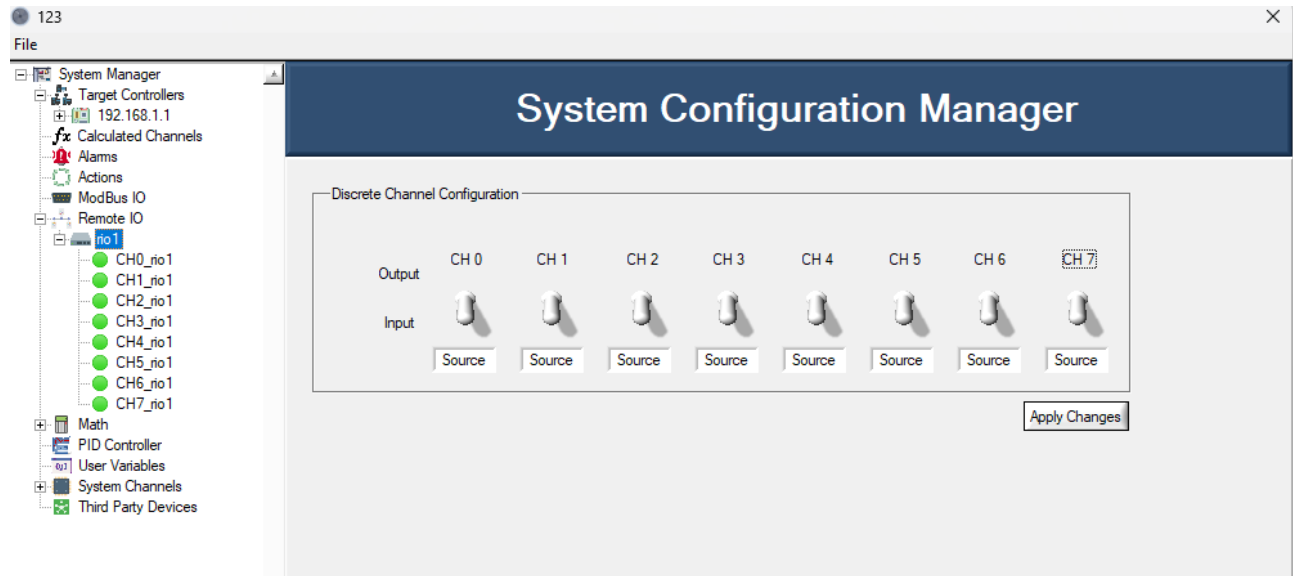 123
File
System Manager
Target Controllers
192.168.1.1
fx Calculated Channels
Alarms
Actions
ModBus IO
Remote IO
rio1
CH0_rio1
CH1_rio1
CH2_rio1
CH3_rio1
CH4_rio1
CH5_rio1
CH6_rio1
CH7_rio1
Math
PID Controller
User Variables
System Channels
Third Party Devices
System Configuration Manager
Discrete Channel Configuration
CH 0 CH 1 CH 2 CH 3 CH 4 CH 5 CH 6 CH 7
Output
Input
Source Source Source Source Source Source Source Source
Apply Changes